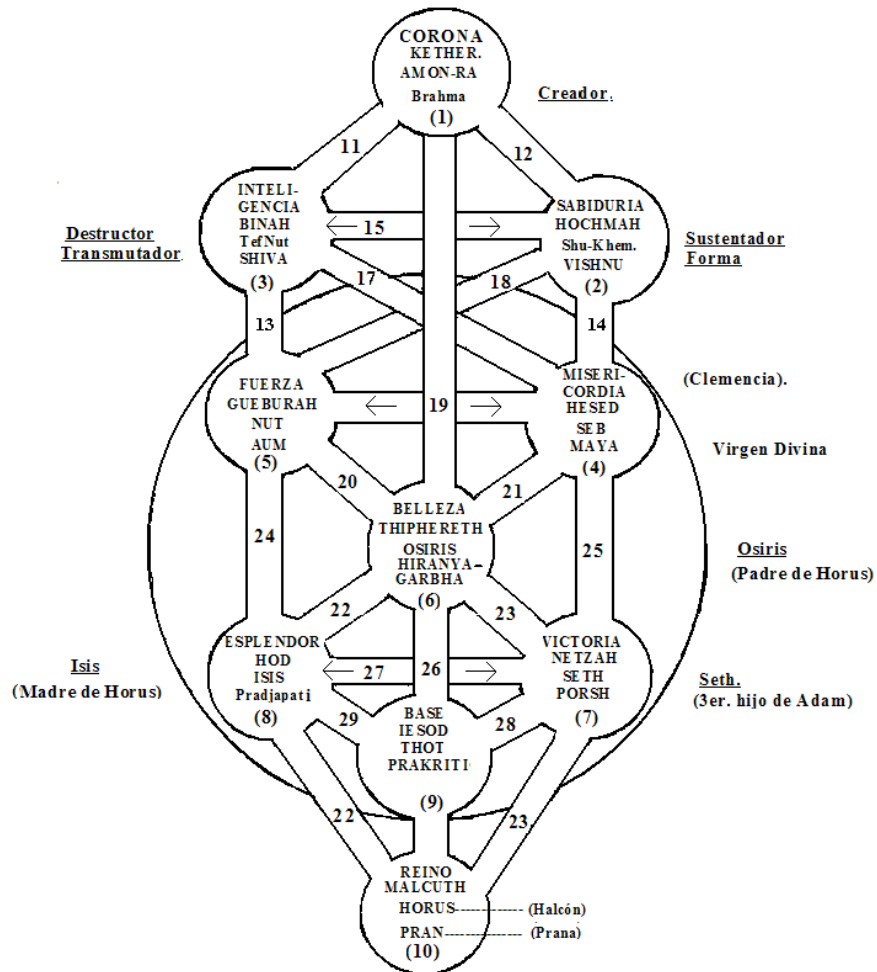 CORONA
KETHER.
AMON-RA
Brahma
(1)
Creador.
11
12
INTELI-
GENCIA
BINAH
TefNut
SHIVA
(3)
Destructor
Transmutador
15
SABIDURIA
HOCHMAH
Shu-Khem.
VISHNU
(2)
Sustentador
Forma
17
18
13
14
FUERZA
GUEBURAH
NUT
AUM
(5)
19
MISERI-
CORDIA
HESED
SEB
MAYA
(4)
(Clemencia).
Virgen Divina
20
21
BELLEZA
THIPHERETH
OSIRIS
HIRANYA-
GARBHA
(6)
24
25
Osiris
(Padre de Horus)
22
23
ESPLENDOR
HOD
ISIS
Pradjapati
(8)
Isis
(Madre de Horus)
27
26
VICTORIA
NETZAH
SETH
PORSH
(7)
Seth.
(3er. hijo de Adam)
29
28
BASE
IESOD
THOT
PRAKRITI
(9)
22
23
REINO
MALCUTH
HORUS------------ (Halcón)
PRAN------------ (Prana)
(10)